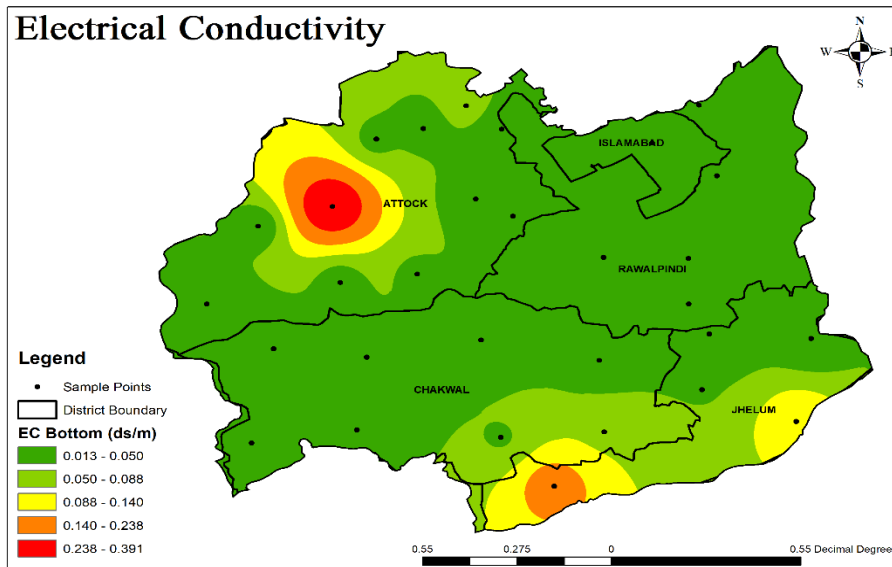 Electrical Conductivity
N
W E
S
ISLAMABAD
ATTOCK
RAWALPINDI
CHAKWAL
JHELUM
Legend
Sample Points
District Boundary
EC Bottom (ds/m)
0.013 - 0.050
0.050 - 0.088
0.088 - 0.140
0.140 - 0.238
0.238 - 0.391
0.55 0.275 0 0.55 Decimal Degree